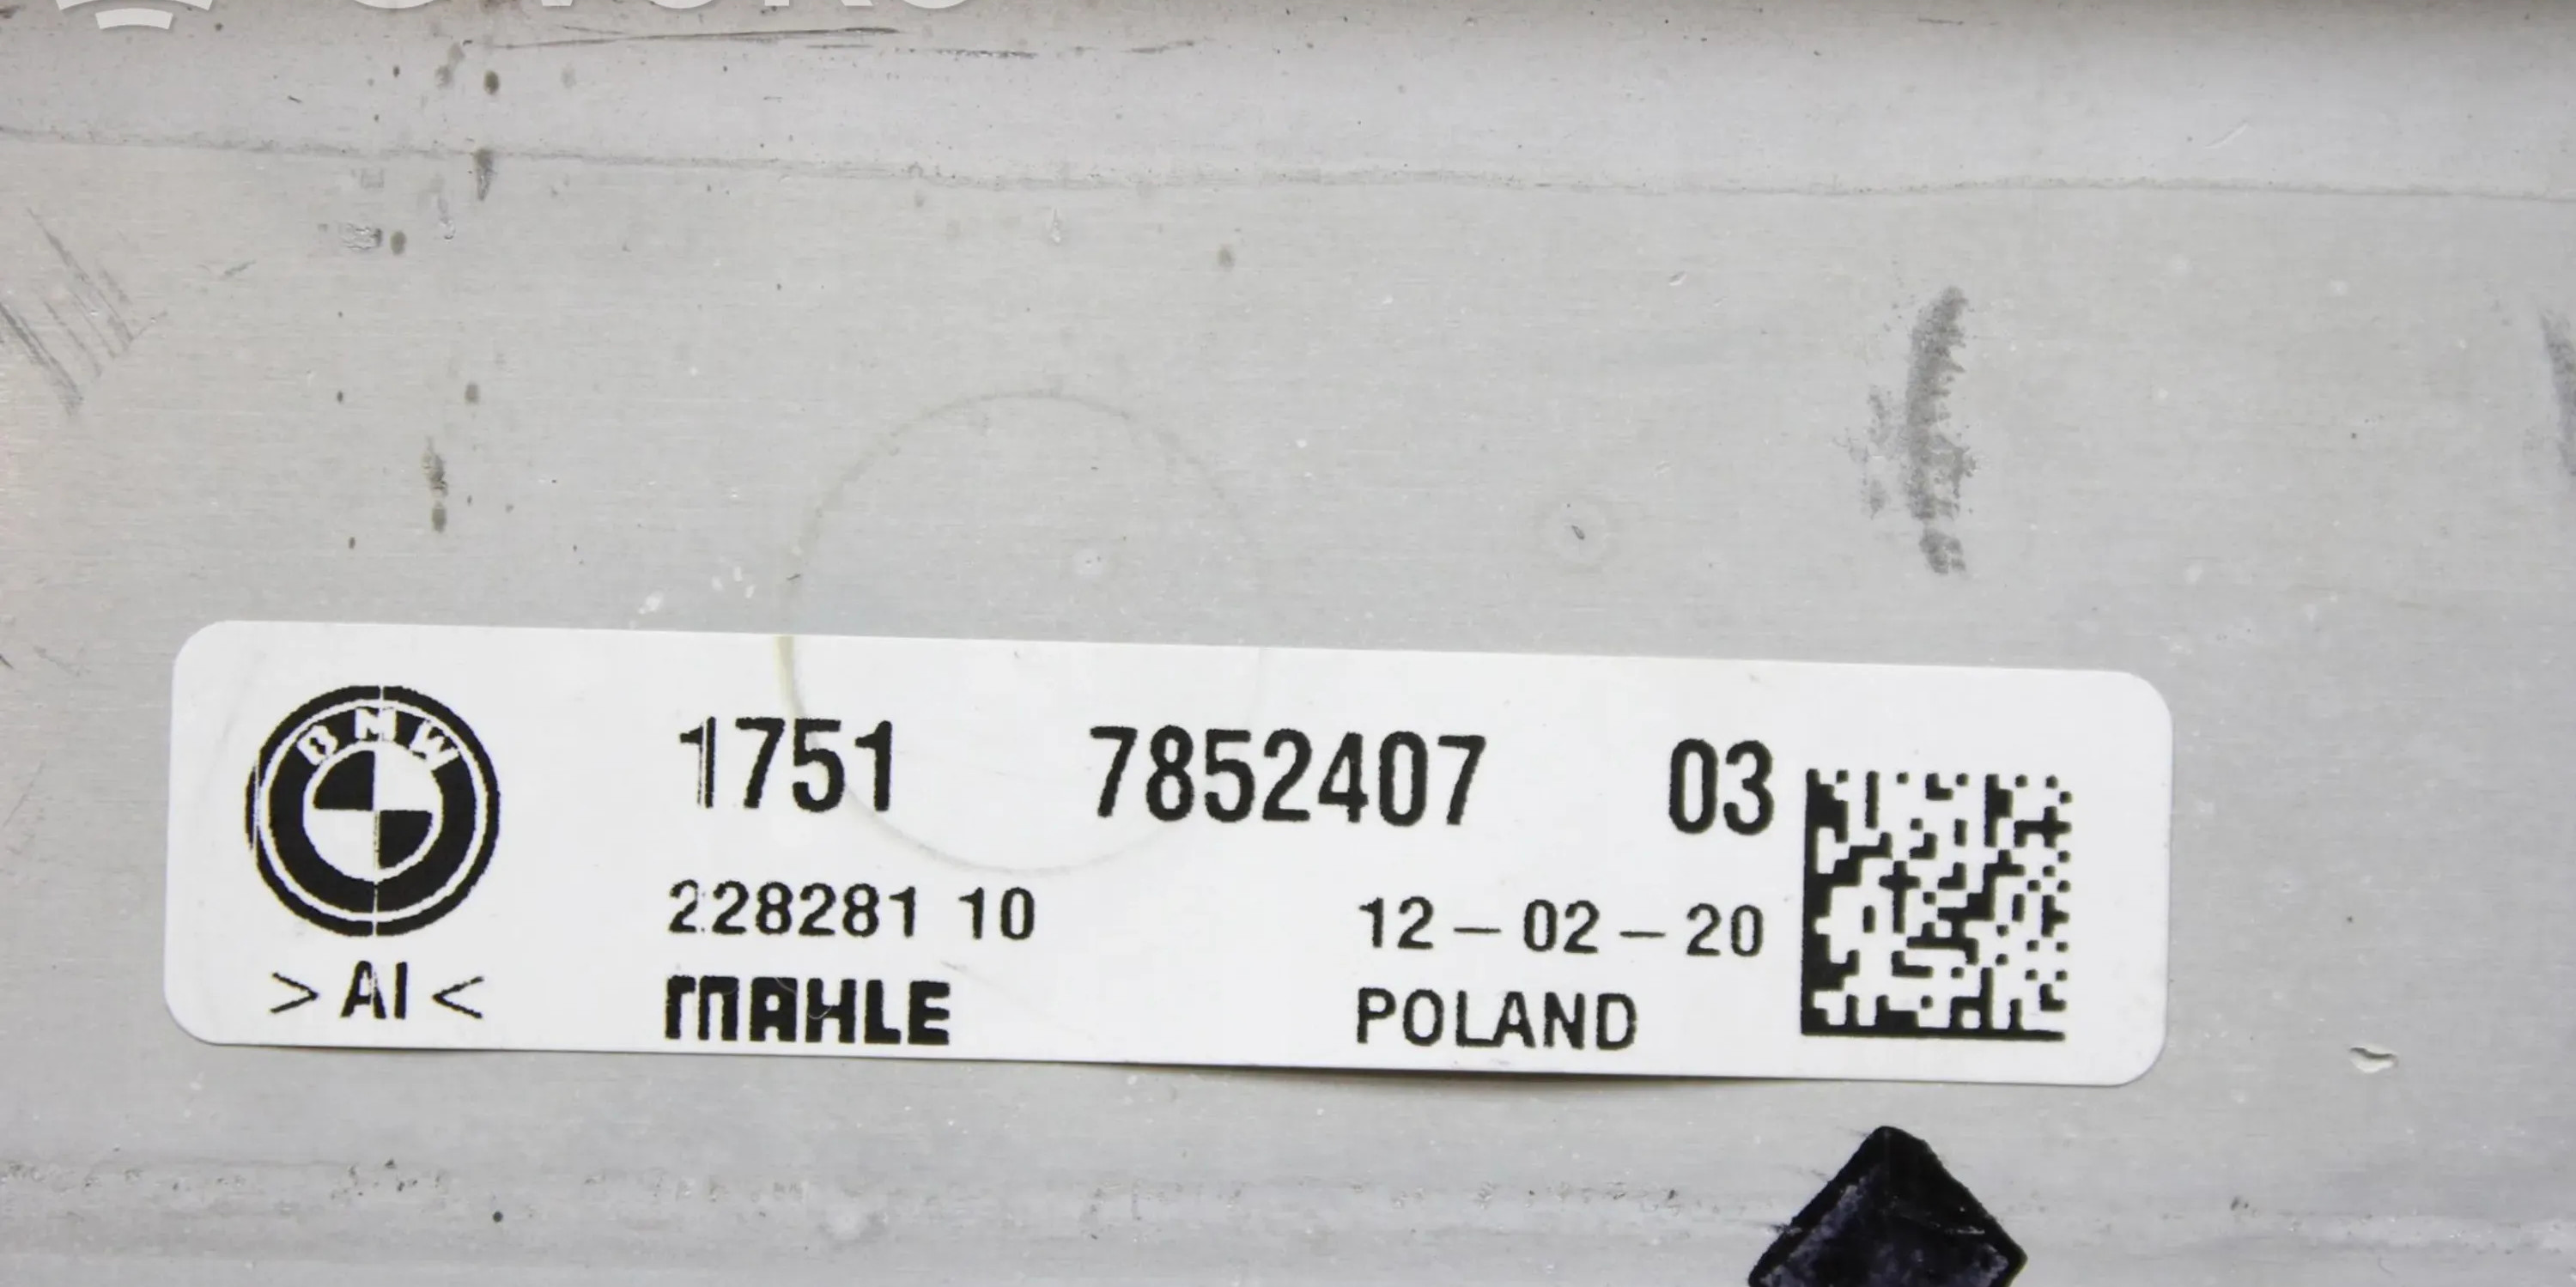 BMW
1751 7852407 03
228281 10 12-02-20
>Al< MAHLE POLAND